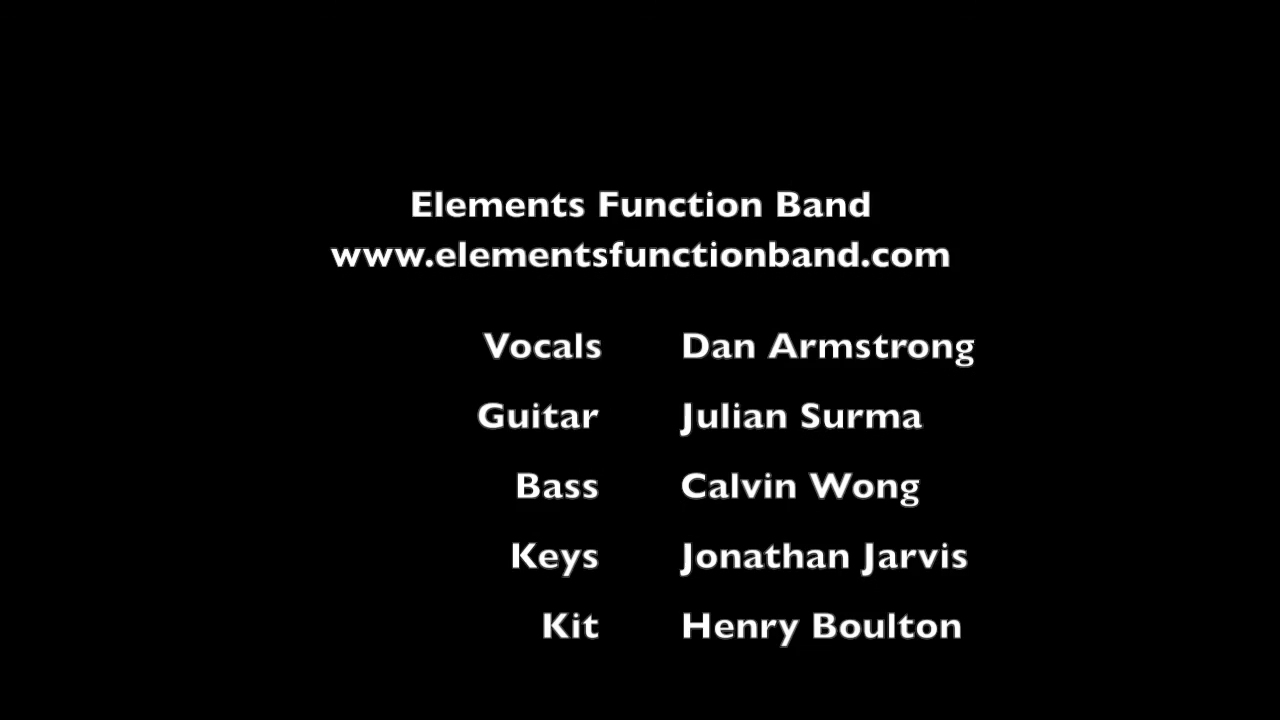 Elements Function Band
www.elementsfunctionband.com
Vocals Dan Armstrong
Guitar Julian Surma
Bass Calvin Wong
Keys Jonathan Jarvis
Kit Henry Boulton